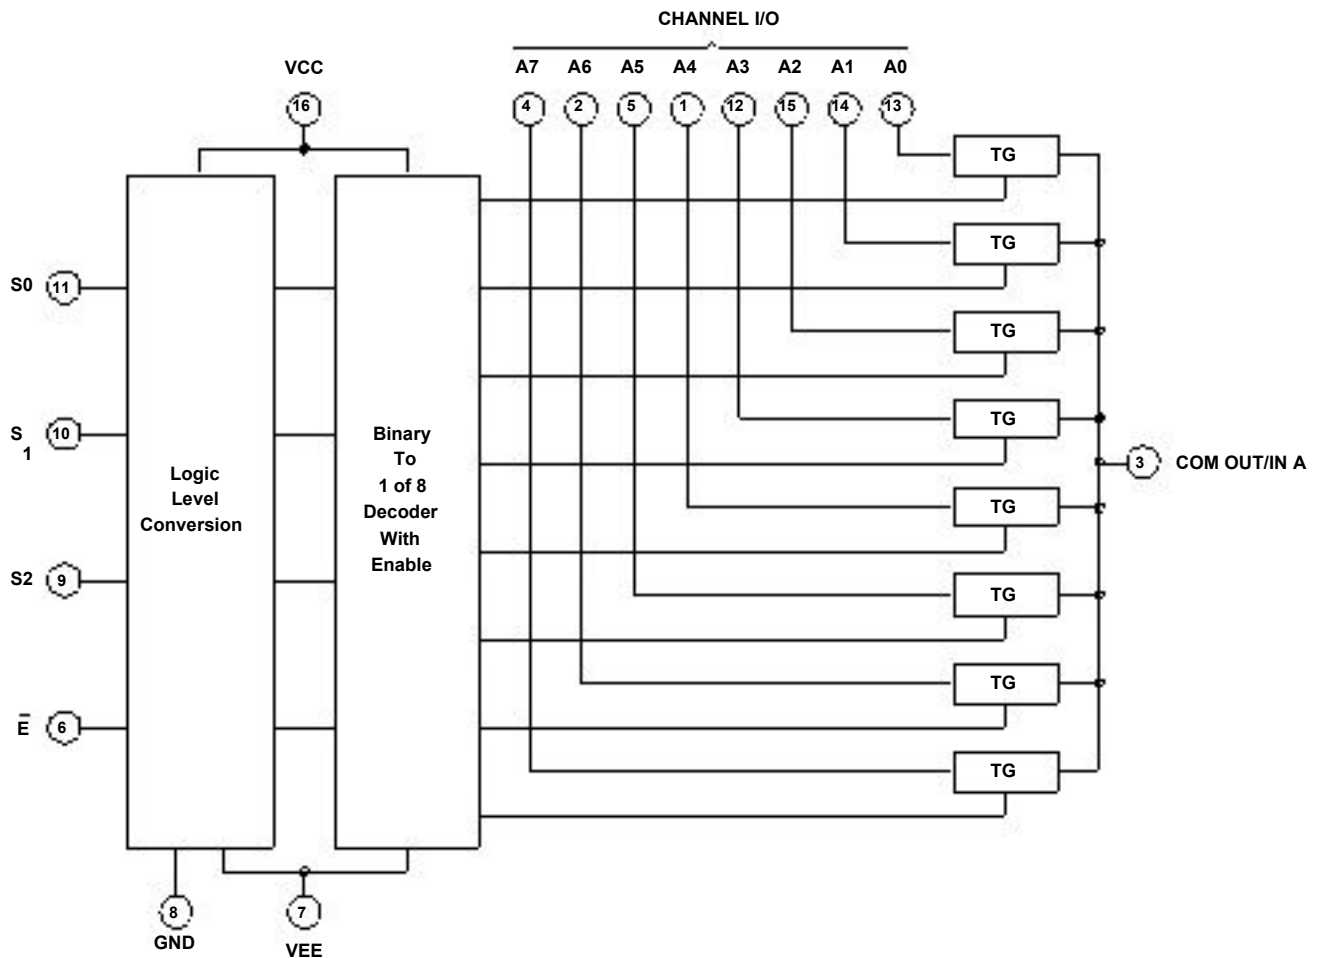 CHANNEL I/O
VCC
A7 A6 A5 A4 A3 A2 A1 A0
16
4 2 5 1 12 15 14 13
TG
TG
S0 11
TG
TG
S1 10
Binary
To
1 of 8
Decoder
With
Enable
Logic
Level
Conversion
3 COM OUT/IN A
TG
S2 9
TG
TG
E̅ 6
TG
8
GND
7
VEE